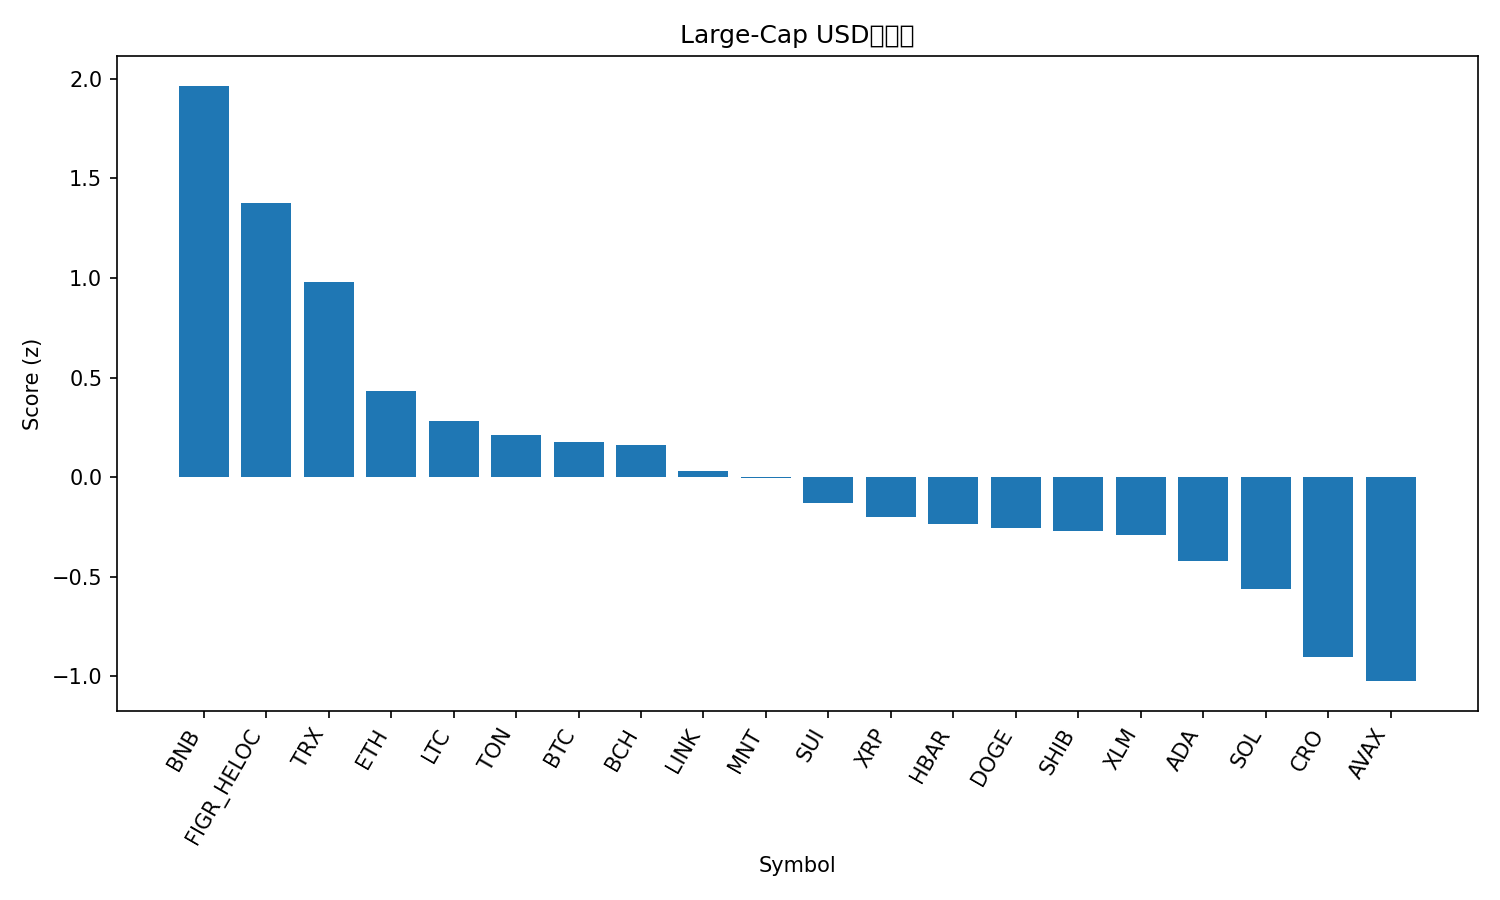 Large-Cap USD
Score (z)
2.0
1.5
1.0
0.5
0.0
−0.5
−1.0
BNB
FIGR_HELOC
TRX
ETH
LTC
TON
BTC
BCH
LINK
MNT
SUI
XRP
HBAR
DOGE
SHIB
XLM
ADA
SOL
CRO
AVAX
Symbol